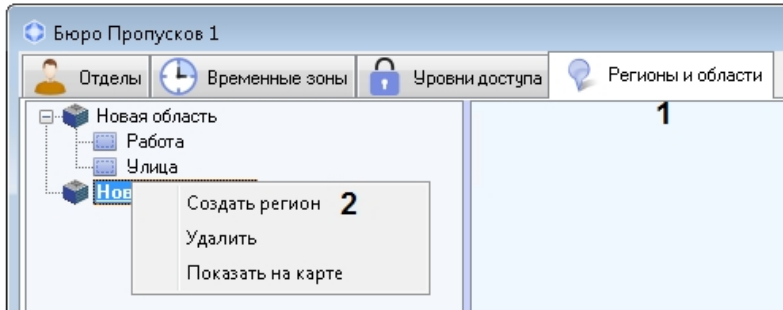 Бюро Пропусков 1
Отделы Временные зоны Уровни доступа Регионы и области
1
Новая область
Работа
Улица
Нов
Создать регион 2
Удалить
Показать на карте